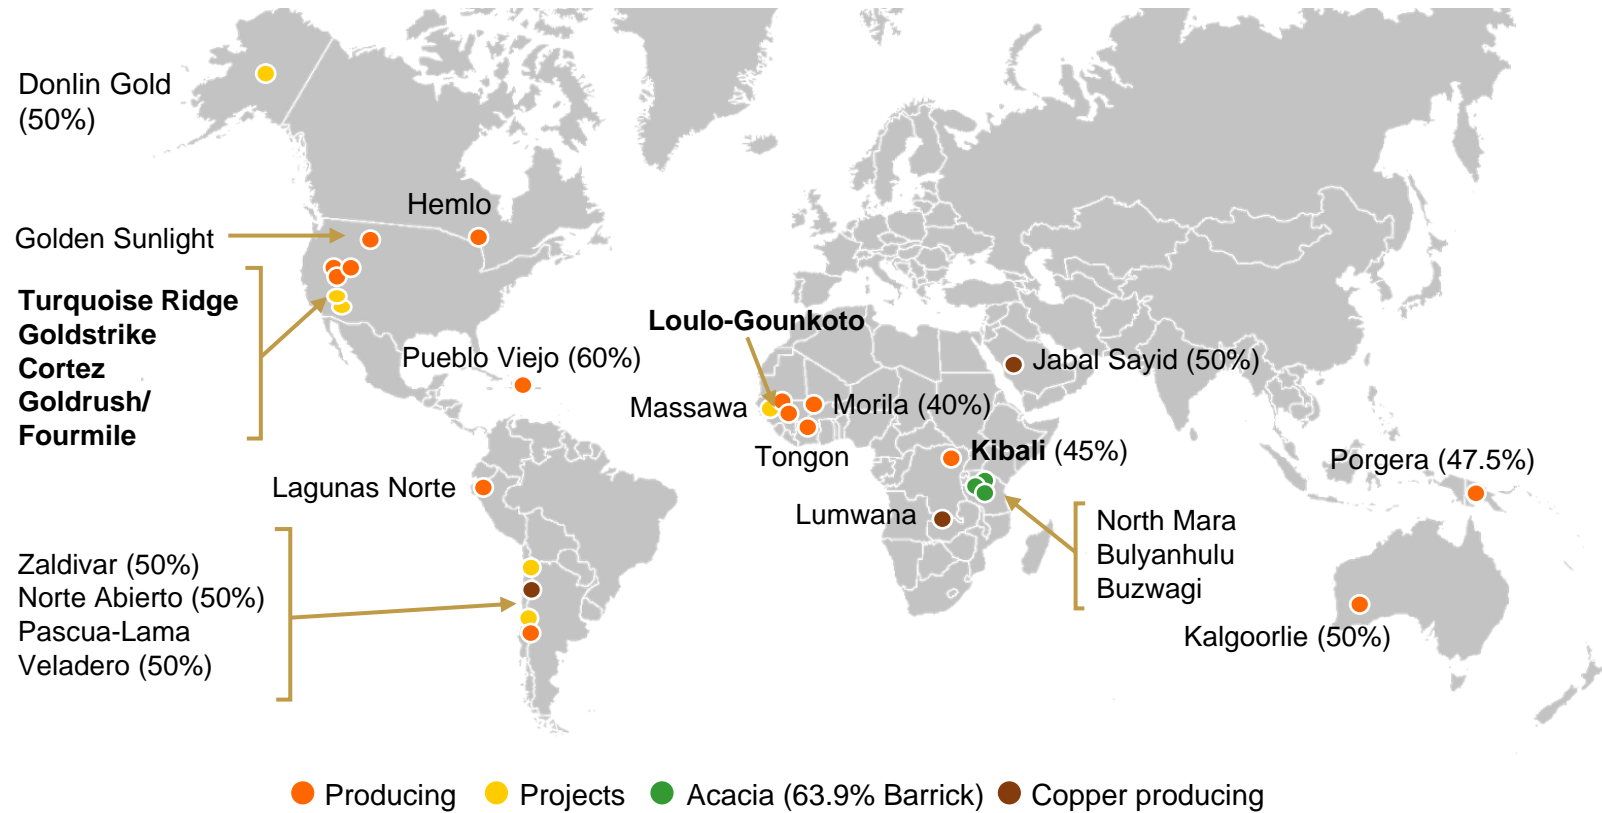 Donlin Gold
(50%)
Hemlo
Golden Sunlight
Turquoise Ridge
Goldstrike
Cortez
Goldrush/
Fourmile
Pueblo Viejo (60%)
Loulo-Gounkoto
Jabal Sayid (50%)
Massawa
Morila (40%)
Tongon
Kibali (45%)
Porgera (47.5%)
Lagunas Norte
Lumwana
North Mara
Bulyanhulu
Buzwagi
Zaldivar (50%)
Norte Abierto (50%)
Pascua-Lama
Veladero (50%)
Kalgoorlie (50%)
Producing
Projects
Acacia (63.9% Barrick)
Copper producing